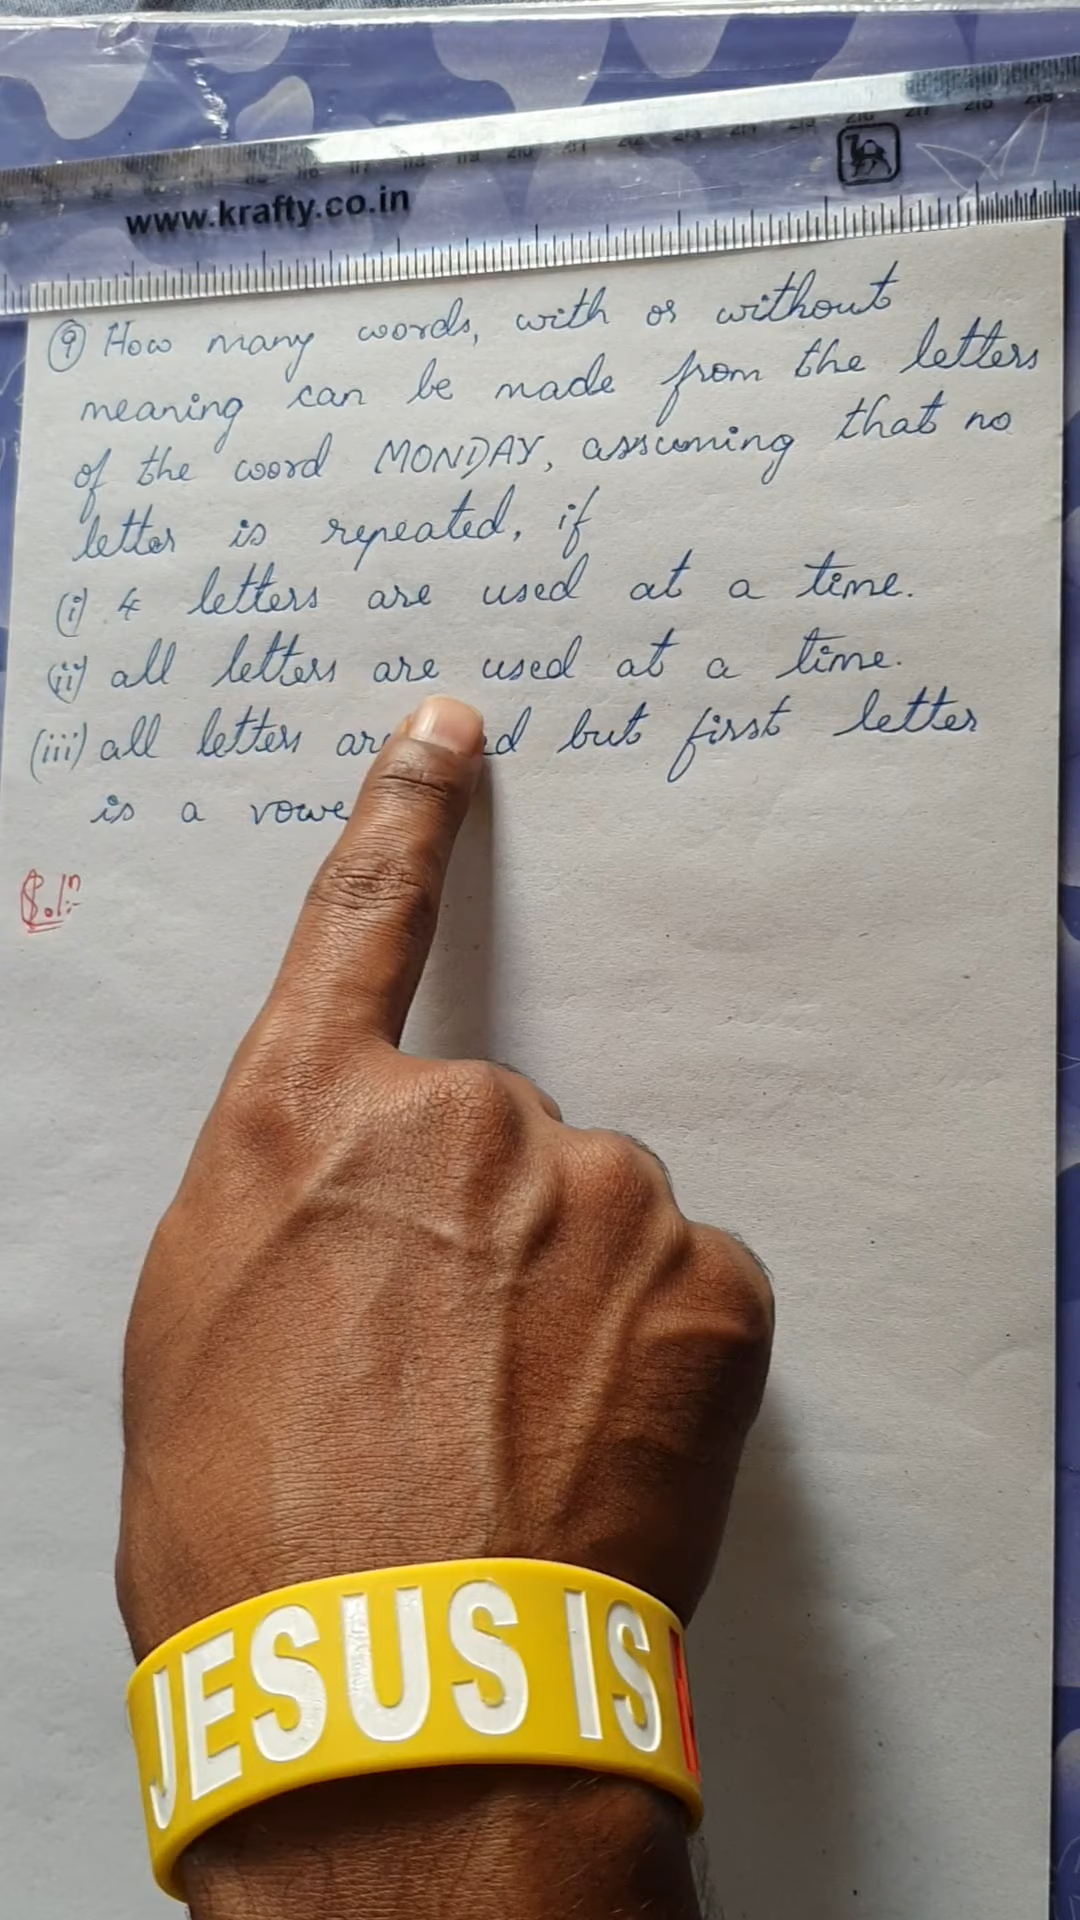 www.krafty.co.in
9 How many words, with or without
meaning can be made from the letters
of the word MONDAY, assuming that no
letter is repeated, if
(i) 4 letters are used at a time.
(ii) all letters are used at a time.
(iii) all letters are but first letter
is a vowe
Solⁿ:-
JESUS IS